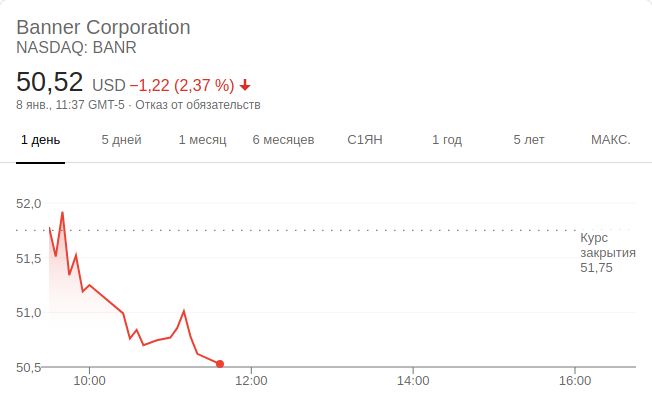 Banner Corporation
NASDAQ: BANR
50,52 USD −1,22 (2,37 %)
8 янв., 11:37 GMT-5 · Отказ от обязательств
1 день 5 дней 1 месяц 6 месяцев С1ЯН 1 год 5 лет МАКС.
52,0
51,5
51,0
50,5
Курс
закрытия
51,75
10:00 12:00 14:00 16:00